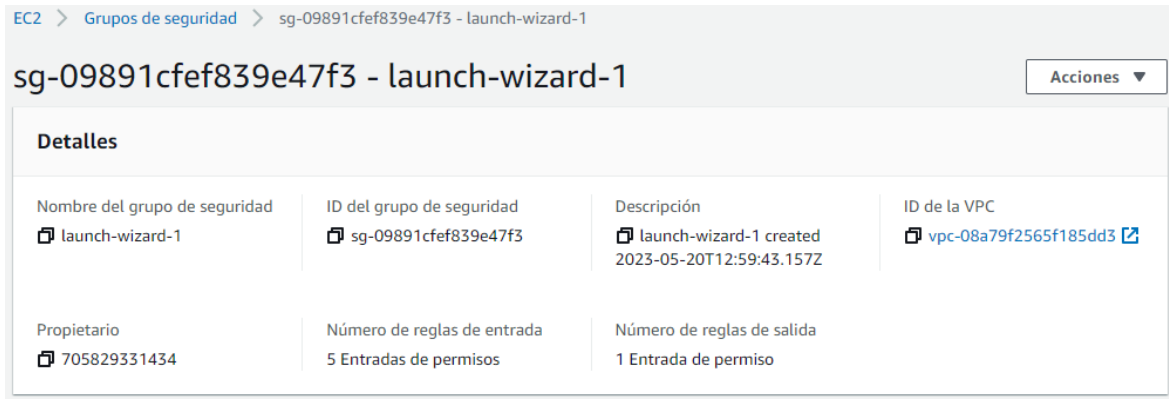 EC2 > Grupos de seguridad > sg-09891cfef839e47f3 - launch-wizard-1
sg-09891cfef839e47f3 - launch-wizard-1
Acciones
Detalles
Nombre del grupo de seguridad
launch-wizard-1
ID del grupo de seguridad
sg-09891cfef839e47f3
Descripción
launch-wizard-1 created
2023-05-20T12:59:43.157Z
ID de la VPC
vpc-08a79f2565f185dd3
Propietario
705829331434
Número de reglas de entrada
5 Entradas de permisos
Número de reglas de salida
1 Entrada de permiso